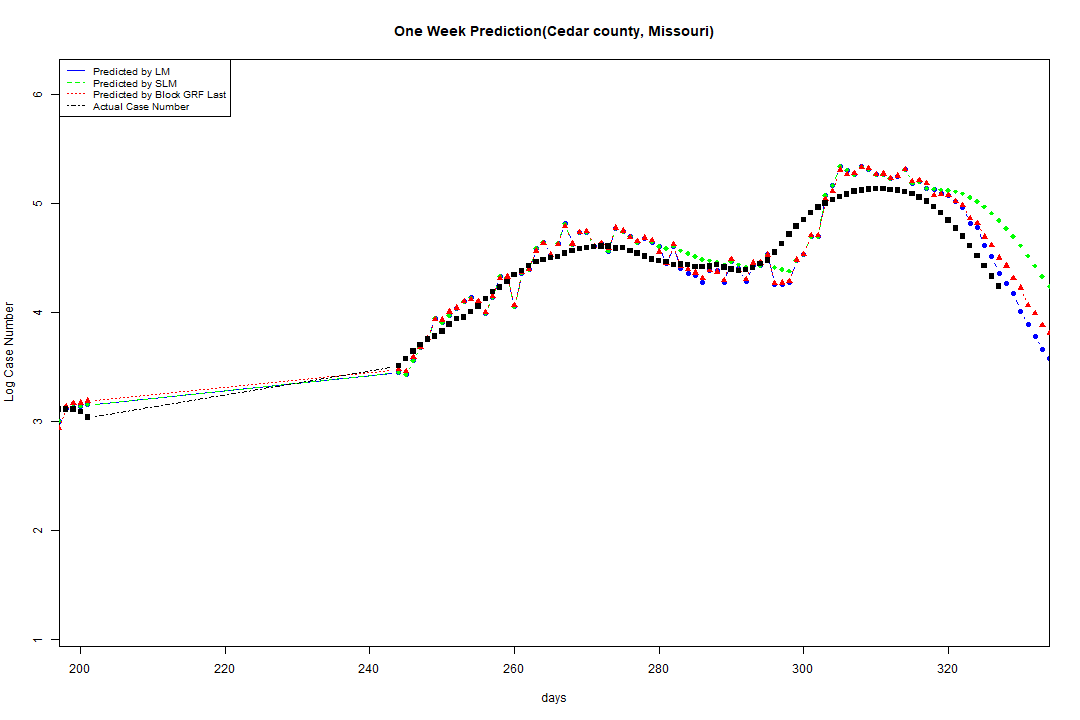 One Week Prediction(Cedar county, Missouri)
Predicted by LM
Predicted by SLM
Predicted by Block GRF Last
Actual Case Number
6
5
4
3
2
1
Log Case Number
200 220 240 260 280 300 320
days